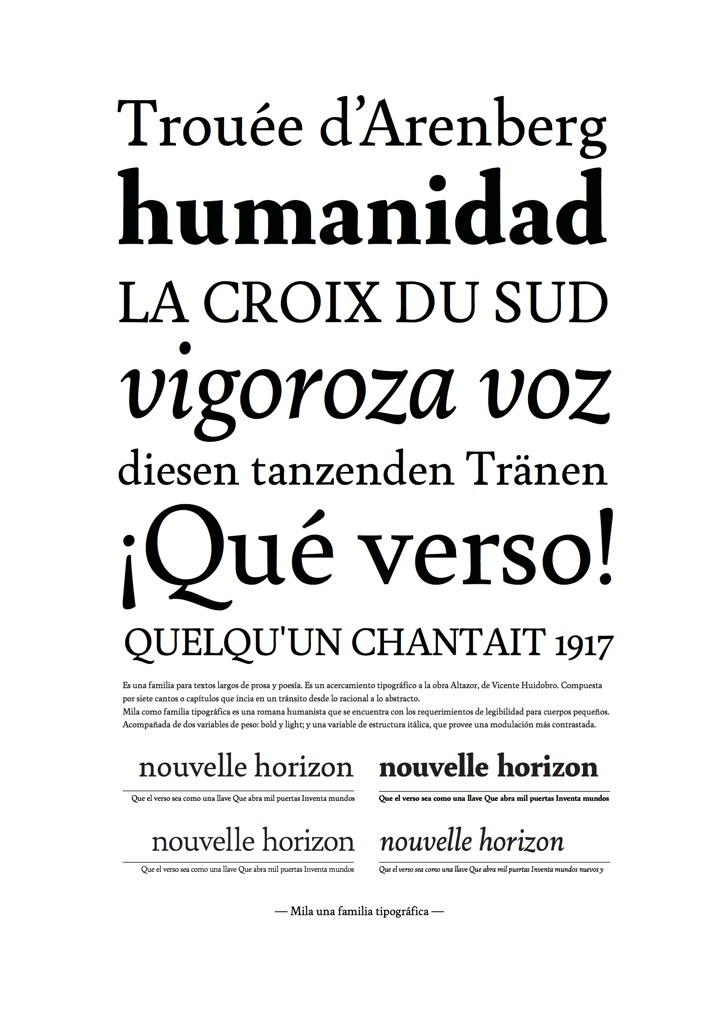 Trouée d’Arenberg
humanidad
LA CROIX DU SUD
vigoroza voz
diesen tanzenden Tränen
¡Qué verso!
QUELQU'UN CHANTAIT 1917
Es una familia para textos largos de prosa y poesía. Es un acercamiento tipográfico a la obra Altazor, de Vicente Huidobro. Compuesta
por siete cantos o capítulos que incia en un tránsito desde lo racional a lo abstracto.
Mila como familia tipográfica es una romana humanista que se encuentra con los requerimientos de legibilidad para cuerpos pequeños.
Acompañada de dos variables de peso: bold y light; y una variable de estructura itálica, que provee una modulación más contrastada.
nouvelle horizon
Que el verso sea como una llave Que abra mil puertas Inventa mundos
nouvelle horizon
Que el verso sea como una llave Que abra mil puertas Inventa mundos
nouvelle horizon
Que el verso sea como una llave Que abra mil puertas Inventa mundos
nouvelle horizon
Que el verso sea como una llave Que abra mil puertas Inventa mundos nuevos y
— Mila una familia tipográfica —